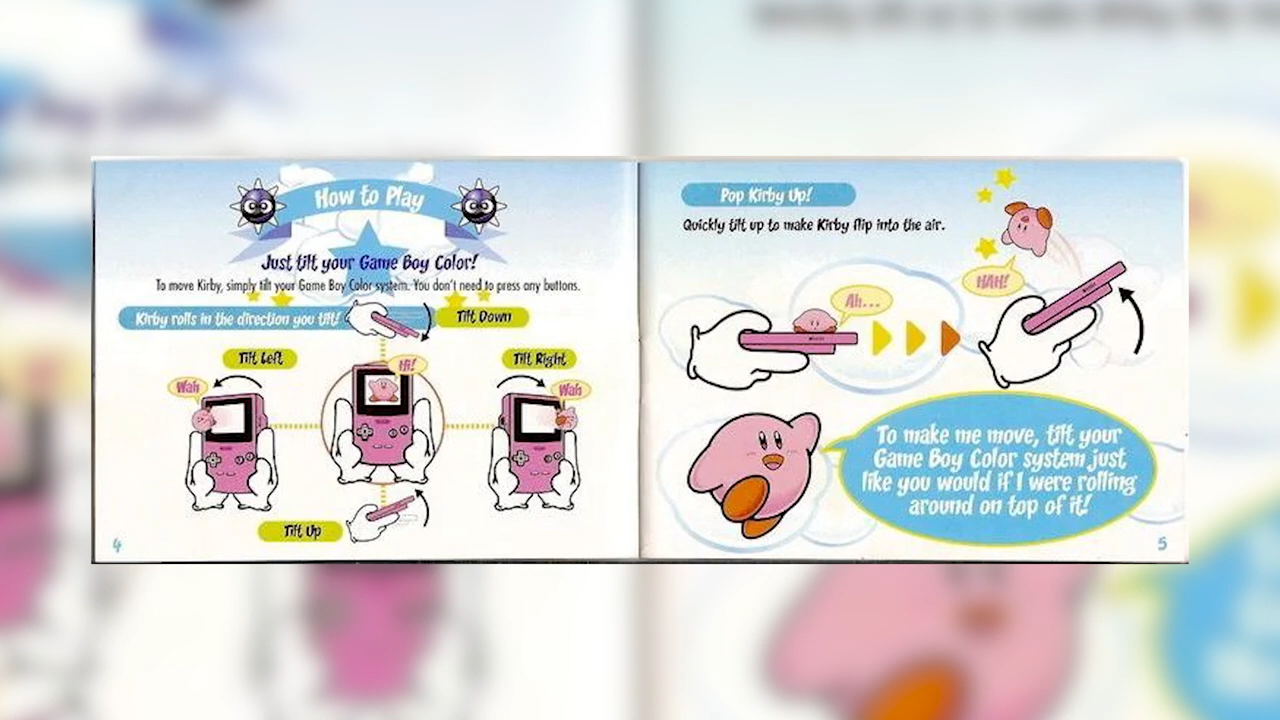 How to Play
Just tilt your Game Boy Color!
To move Kirby, simply tilt your Game Boy Color system. You don't need to press any buttons.
Kirby rolls in the direction you tilt!
Tilt Down
Tilt Left
Hi!
Tilt Right
Wah
Wah
Tilt Up
4
Pop Kirby Up!
Quickly tilt up to make Kirby flip into the air.
HAH!
Ah...
To make me move, tilt your
Game Boy Color system just
like you would if I were rolling
around on top of it!
5